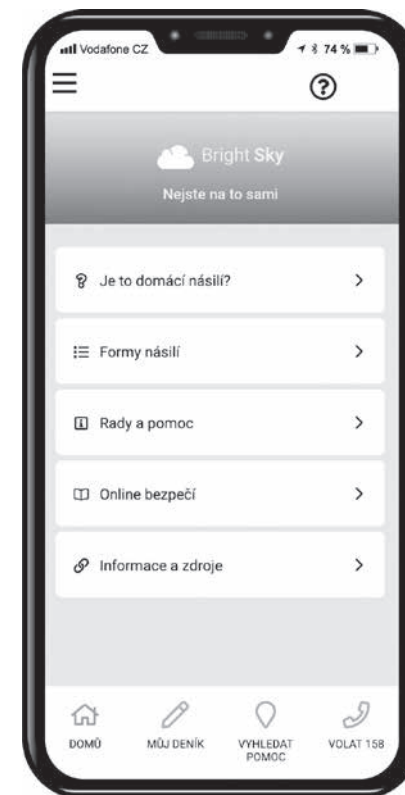 Vodafone CZ 74 %
Bright Sky
Nejste na to sami
Je to domácí násilí?
Formy násilí
Rady a pomoc
Online bezpečí
Informace a zdroje
DOMŮ MŮJ DENÍK VYHLEDAT VOLAT 158
POMOC